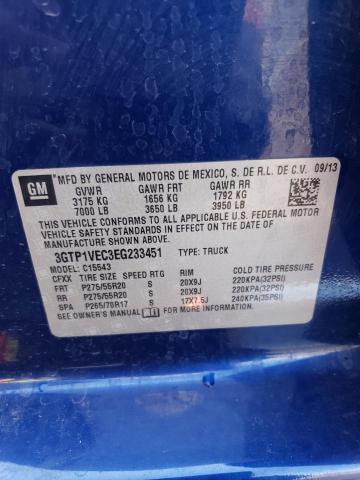 GM
MFD BY GENERAL MOTORS DE MEXICO, S. DE R.L. DE C.V. 09/13
GVWR GAWR FRT GAWR RR
3175 KG 1656 KG 1792 KG
7000 LB 3650 LB 3950 LB
THIS VEHICLE CONFORMS TO ALL APPLICABLE U.S. FEDERAL MOTOR
VEHICLE SAFETY STANDARDS IN EFFECT ON THE DATE OF
MANUFACTURE SHOWN ABOVE.
3GTP1VEC3EG233451 TYPE: TRUCK
MODEL: C15543
CFXX TIRE SIZE SPEED RTG RIM COLD TIRE PRESSURE
FRT P275/55R20 S 20X9J 220KPA(32PSI)
RR P275/55R20 S 20X9J 220KPA(32PSI)
SPA P265/70R17 S 17X7.5J 240KPA(35PSI)
SEE OWNER'S MANUAL FOR MORE INFORMATION.